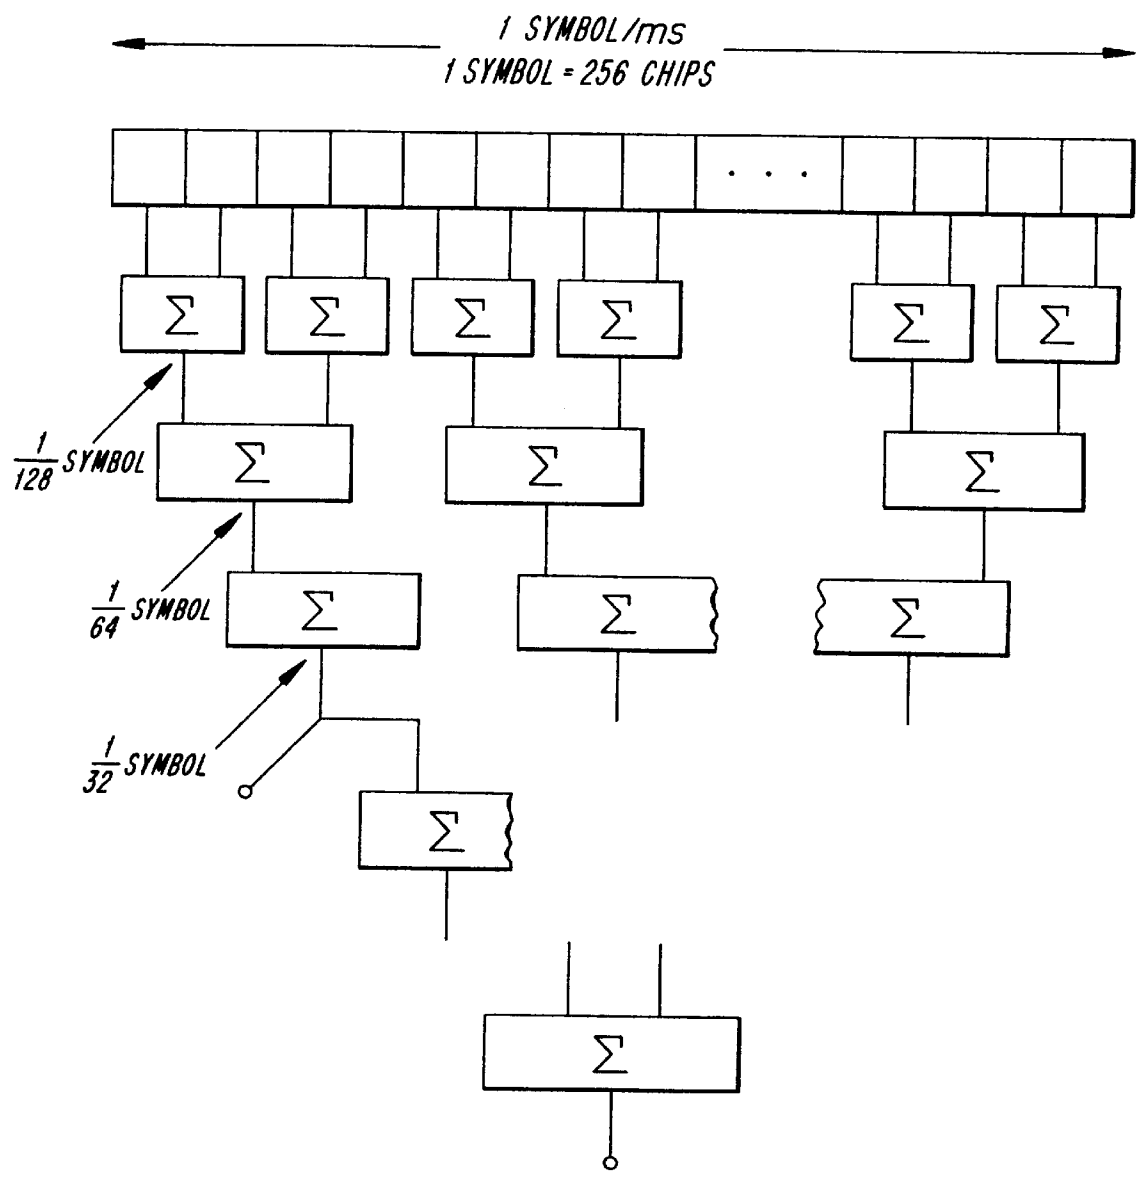 1 SYMBOL/ms
1 SYMBOL = 256 CHIPS
. . .
Σ Σ Σ Σ Σ Σ
1/128 SYMBOL
Σ Σ Σ
1/64 SYMBOL
Σ Σ Σ
1/32 SYMBOL
Σ
Σ